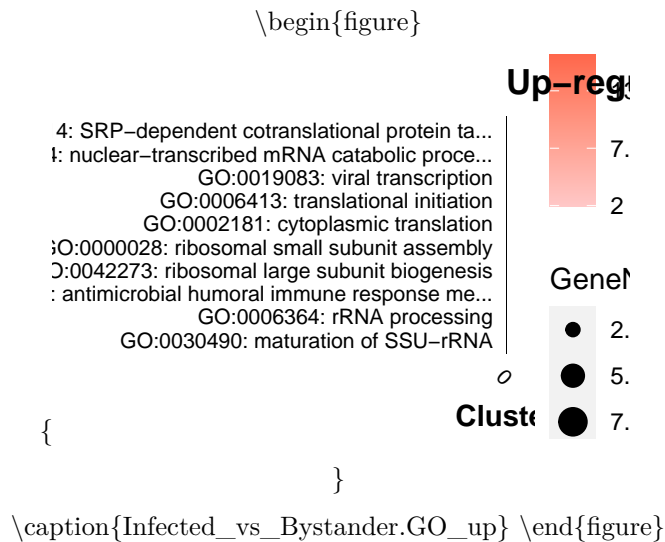 \begin{figure}
Up−reg
7.
2
4: SRP−dependent cotranslational protein ta...
4: nuclear−transcribed mRNA catabolic proce...
GO:0019083: viral transcription
GO:0006413: translational initiation
GO:0002181: cytoplasmic translation
GO:0000028: ribosomal small subunit assembly
O:0042273: ribosomal large subunit biogenesis
: antimicrobial humoral immune response me...
GO:0006364: rRNA processing
GO:0030490: maturation of SSU−rRNA
0
Cluste
GeneN
2.
5.
7.
{
}
\caption{Infected_vs_Bystander.GO_up} \end{figure}